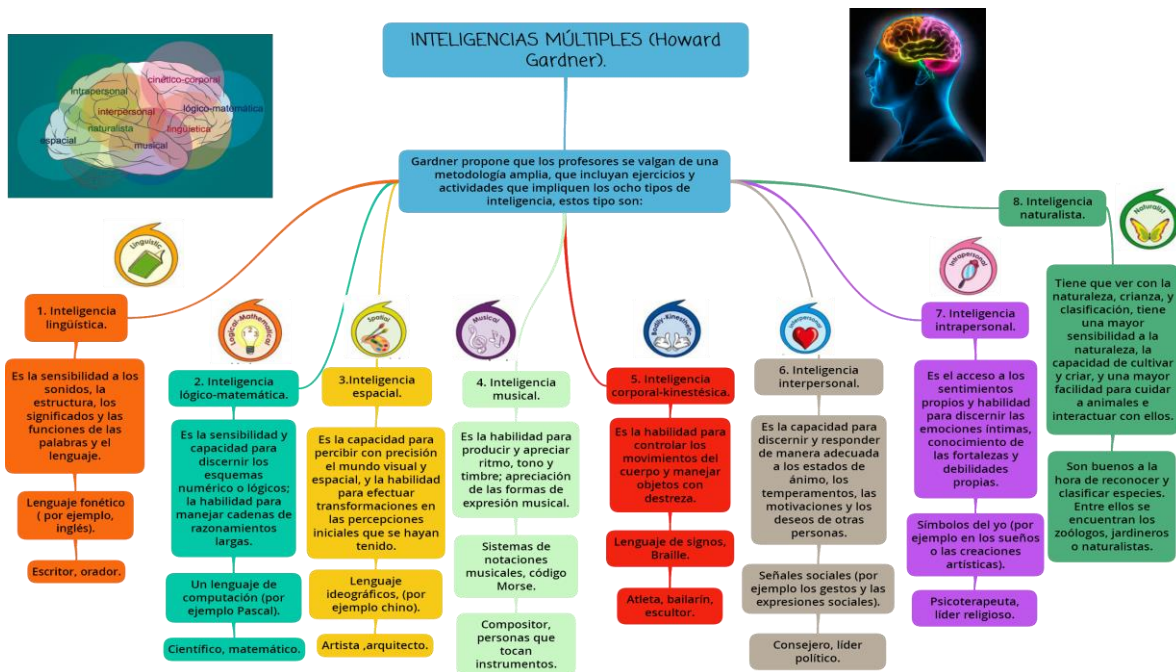 INTELIGENCIAS MÚLTIPLES (Howard
Gardner).
cinético-corporal
intrapersonal
lógico-matemática
interpersonal
naturalista
lingüistica
espacial
musical
Gardner propone que los profesores se valgan de una
metodología amplia, que incluyan ejercicios y
actividades que impliquen los ocho tipos de
inteligencia, estos tipo son:
Linguistic
1. Inteligencia
lingüística.
Es la sensibilidad a los
sonidos, la
estructura, los
significados y las
funciones de las
palabras y el
lenguaje.
Lenguaje fonético
( por ejemplo,
inglés).
Escritor, orador.
Logical-Mathematical
2. Inteligencia
lógico-matemática.
Es la sensibilidad y
capacidad para
discernir los
esquemas
numérico o lógicos;
la habilidad para
manejar cadenas de
razonamientos
largas.
Un lenguaje de
computación (por
ejemplo Pascal).
Científico, matemático.
Spatial
3.Inteligencia
espacial.
Es la capacidad para
percibir con precisión
el mundo visual y
espacial, y la habilidad
para efectuar
transformaciones en
las percepciones
iniciales que se hayan
tenido.
Lenguaje
ideográficos, (por
ejemplo chino).
Artista ,arquitecto.
Musical
4. Inteligencia
musical.
Es la habilidad para
producir y apreciar
ritmo, tono y
timbre; apreciación
de las formas de
expresión musical.
Sistemas de
notaciones
musicales, código
Morse.
Compositor,
personas que
tocan
instrumentos.
Bodily-Kinesthetic
5. Inteligencia
corporal-kinestésica.
Es la habilidad para
controlar los
movimientos del
cuerpo y manejar
objetos con
destreza.
Lenguaje de signos,
Braille.
Atleta, bailarín,
escultor.
Interpersonal
6. Inteligencia
interpersonal.
Es la capacidad para
discernir y responder
de manera adecuada
a los estados de
ánimo, los
temperamentos, las
motivaciones y los
deseos de otras
personas.
Señales sociales (por
ejemplo los gestos y las
expresiones sociales).
Consejero, líder
político.
Intrapersonal
7. Inteligencia
intrapersonal.
Es el acceso a los
sentimientos
propios y habilidad
para discernir las
emociones íntimas,
conocimiento de
las fortalezas y
debilidades
propias.
Símbolos del yo (por
ejemplo en los sueños
o las creaciones
artísticas).
Psicoterapeuta,
líder religioso.
Naturalist
8. Inteligencia
naturalista.
Tiene que ver con la
naturaleza, crianza, y
clasificación, tiene
una mayor
sensibilidad a la
naturaleza, la
capacidad de cultivar
y criar, y una mayor
facilidad para cuidar
a animales e
interactuar con ellos.
Son buenos a la
hora de reconocer y
clasificar especies.
Entre ellos se
encuentran los
zoólogos, jardineros
o naturalistas.